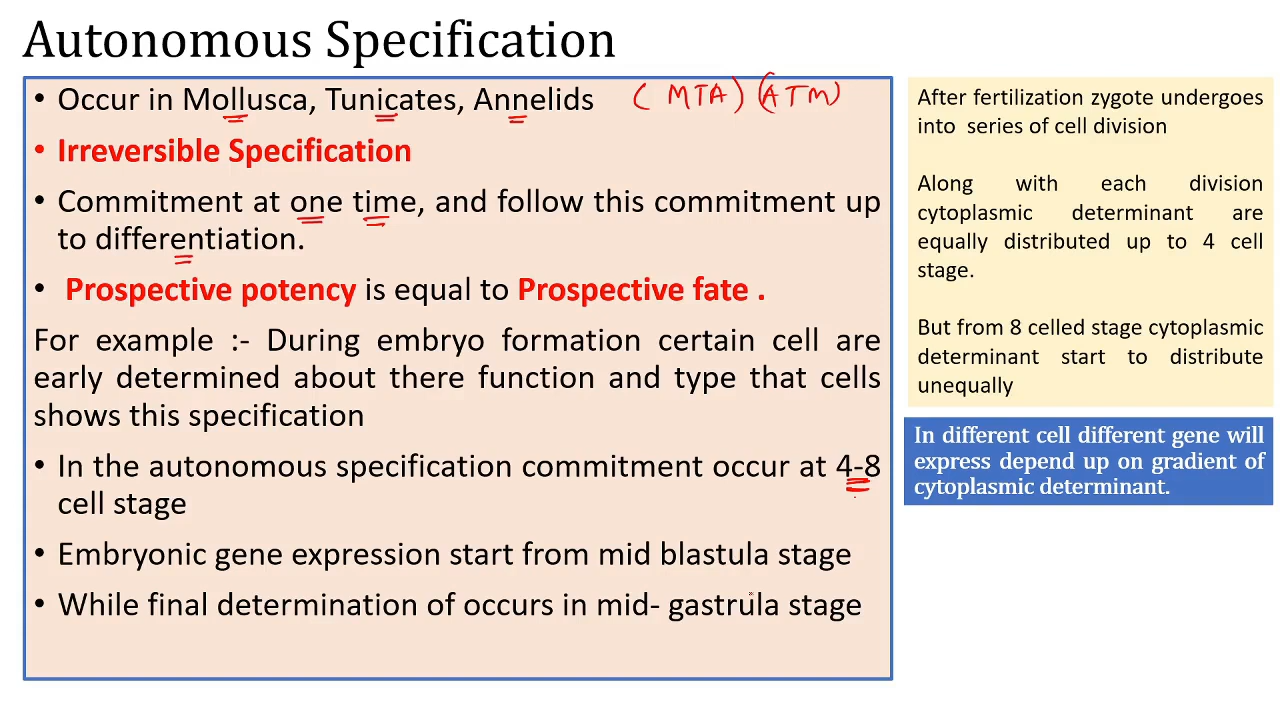 Autonomous Specification
• Occur in Mollusca, Tunicates, Annelids (MTA) (ATM)
• Irreversible Specification
• Commitment at one time, and follow this commitment up
to differentiation.
• Prospective potency is equal to Prospective fate .
For example :- During embryo formation certain cell are
early determined about there function and type that cells
shows this specification
• In the autonomous specification commitment occur at 4-8
cell stage
• Embryonic gene expression start from mid blastula stage
• While final determination of occurs in mid- gastrula stage
After fertilization zygote undergoes
into series of cell division
Along with each division
cytoplasmic determinant are
equally distributed up to 4 cell
stage.
But from 8 celled stage cytoplasmic
determinant start to distribute
unequally
In different cell different gene will
express depend up on gradient of
cytoplasmic determinant.